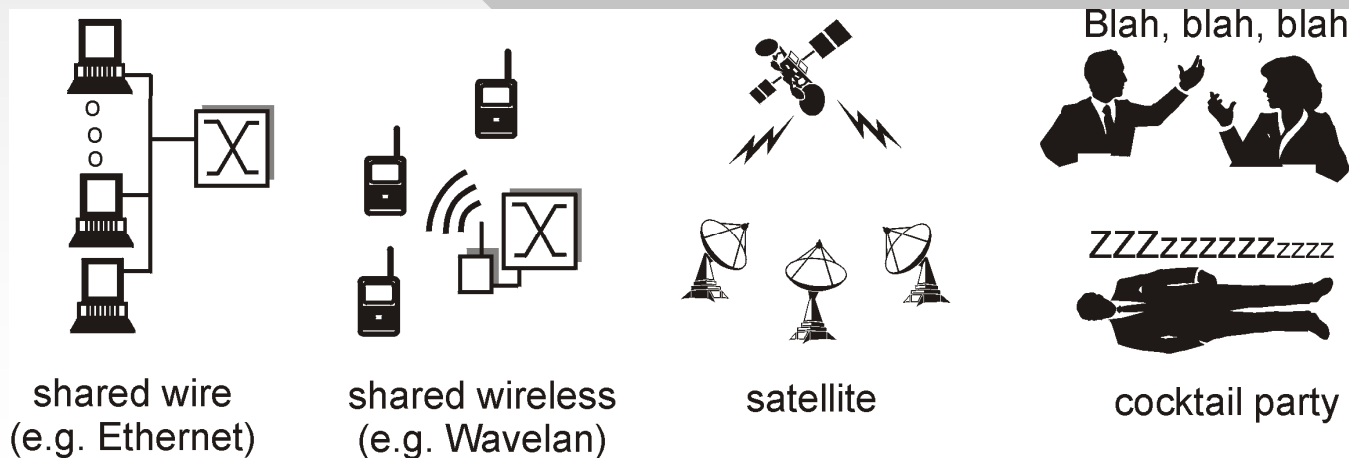 Blah, blah, blah
o
o
o
ZZZzzzzzzzzzz
shared wire
(e.g. Ethernet)
shared wireless
(e.g. Wavelan)
satellite
cocktail party